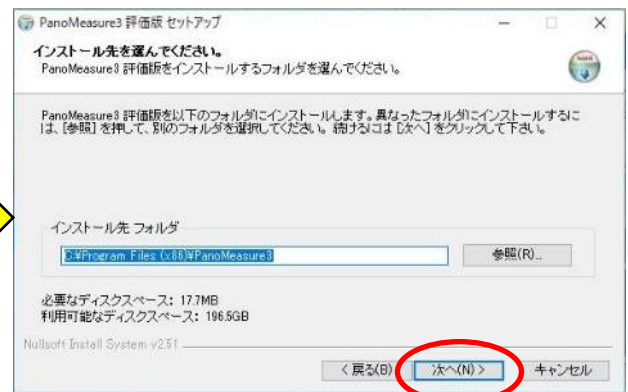 PanoMeasure3 評価版 セットアップ
インストール先を選んでください。
PanoMeasure3 評価版をインストールするフォルダを選んでください。
PanoMeasure3 評価版を以下のフォルダにインストールします。異なったフォルダにインストールするに
は、[参照] を押して、別のフォルダを選択してください。 続けるには [次へ] をクリックして下さい。
インストール先 フォルダ
C:¥Program Files (x86)¥PanoMeasure3
参照(R)...
必要なディスクスペース: 17.7MB
利用可能なディスクスペース: 196.5GB
Nullsoft Install System v2.51
< 戻る(B)
次へ(N) >
キャンセル